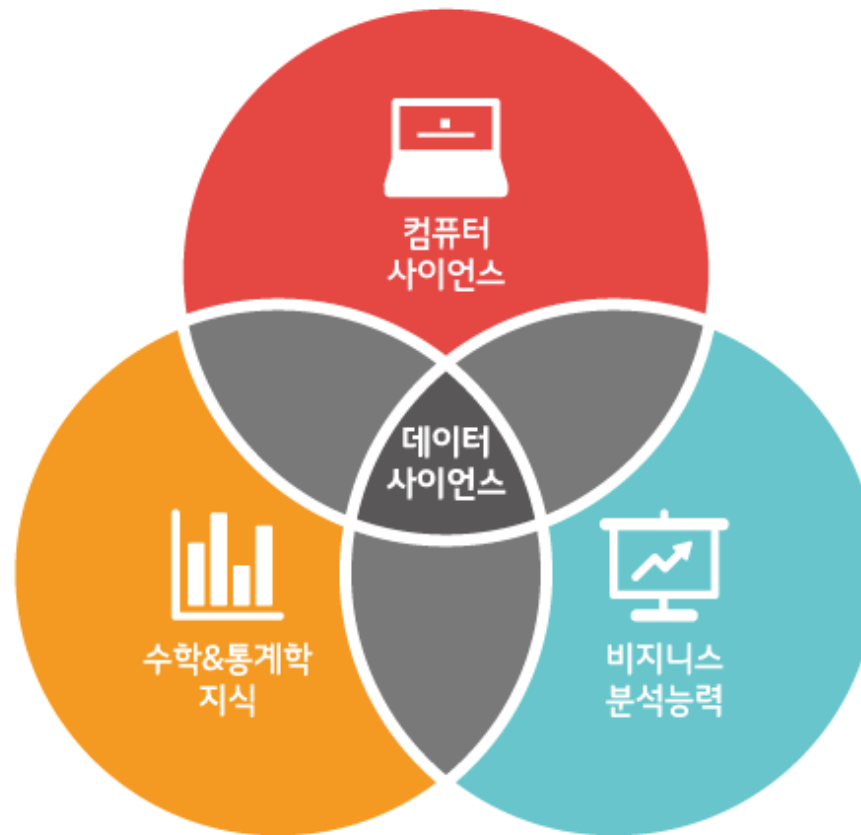 컴퓨터
사이언스
데이터
사이언스
수학&통계학
지식
비지니스
분석능력